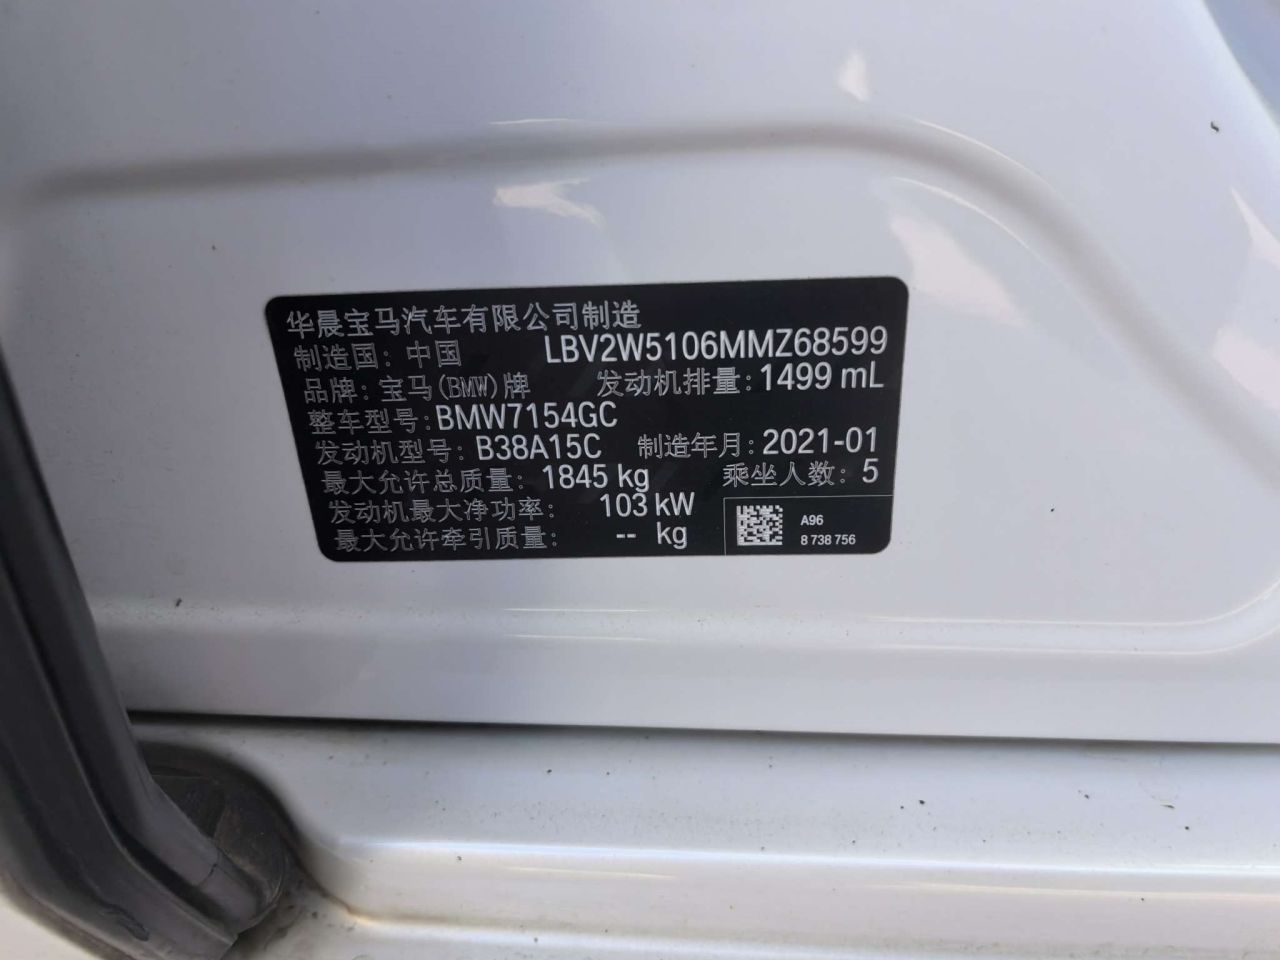 华晨宝马汽车有限公司制造
制造国: 中国 LBV2W5106MMZ68599
品牌: 宝马(BMW)牌 发动机排量: 1499 mL
整车型号: BMW7154GC
发动机型号: B38A15C 制造年月: 2021-01
最大允许总质量: 1845 kg 乘坐人数: 5
发动机最大净功率: 103 kW
最大允许牵引质量: -- kg
A96
8 738 756